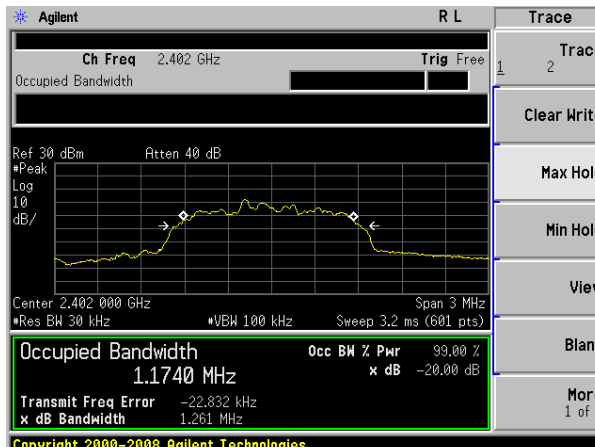 Agilent R L Trace
Ch Freq 2.402 GHz Trig Free
Occupied Bandwidth
Trac
1 2
Clear Writ
Max Hol
Min Hol
View
Blan
Mor
1 of
Ref 30 dBm Atten 40 dB
#Peak
Log
10
dB/
Center 2.402 000 GHz Span 3 MHz
#Res BW 30 kHz #VBW 100 kHz Sweep 3.2 ms (601 pts)
Occupied Bandwidth Occ BW % Pwr 99.00 %
1.1740 MHz x dB -20.00 dB
Transmit Freq Error -22.832 kHz
x dB Bandwidth 1.261 MHz
Copyright 2000-2008 Agilent Technologies